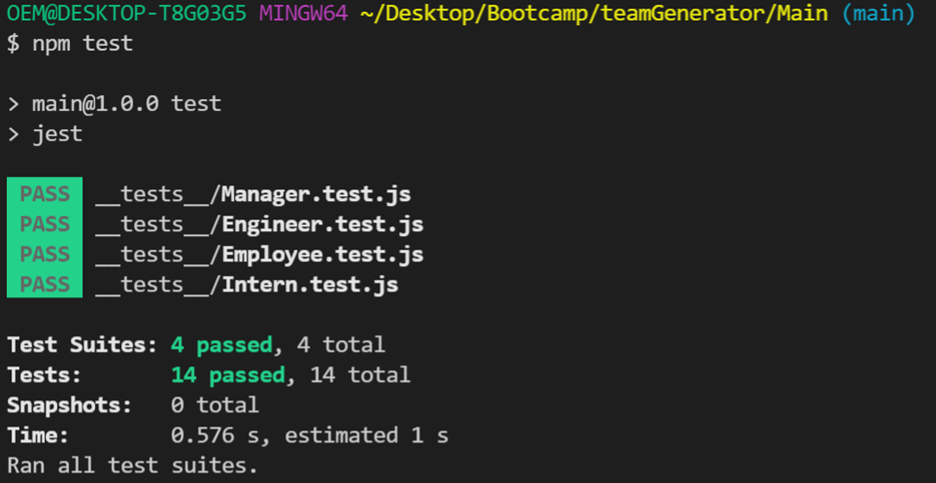 OEM@DESKTOP-T8G03G5 MINGW64 ~/Desktop/Bootcamp/teamGenerator/Main (main)
$ npm test
> main@1.0.0 test
> jest
PASS __tests__/Manager.test.js
PASS __tests__/Engineer.test.js
PASS __tests__/Employee.test.js
PASS __tests__/Intern.test.js
Test Suites: 4 passed, 4 total
Tests: 14 passed, 14 total
Snapshots: 0 total
Time: 0.576 s, estimated 1 s
Ran all test suites.